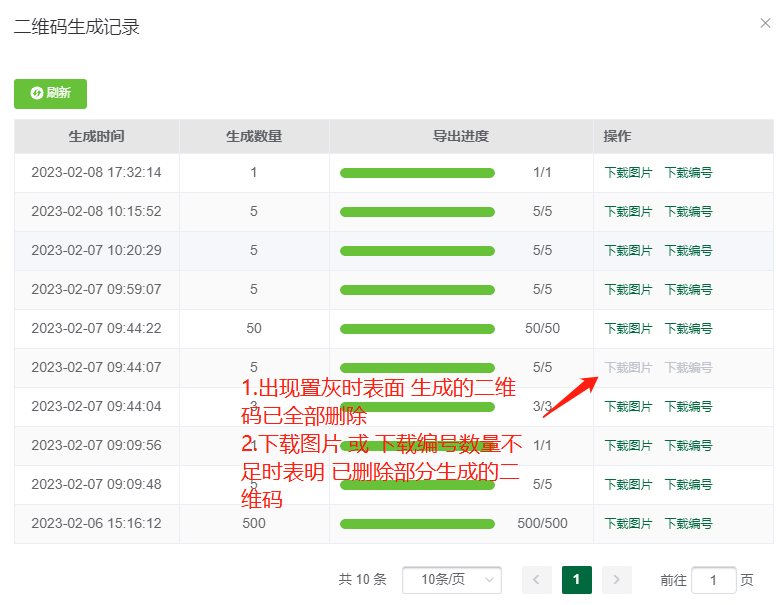 二维码生成记录
刷新
生成时间 生成数量 导出进度 操作
2023-02-08 17:32:14 1 1/1 下载图片 下载编号
2023-02-08 10:15:52 5 5/5 下载图片 下载编号
2023-02-07 10:20:29 5 5/5 下载图片 下载编号
2023-02-07 09:59:07 5 5/5 下载图片 下载编号
2023-02-07 09:44:22 50 50/50 下载图片 下载编号
2023-02-07 09:44:07 5 5/5 下载图片 下载编号
2023-02-07 09:44:04 3 3/3 下载图片 下载编号
2023-02-07 09:09:56 1 1/1 下载图片 下载编号
2023-02-07 09:09:48 5 5/5 下载图片 下载编号
2023-02-06 15:16:12 500 500/500 下载图片 下载编号
1.出现置灰时表面 生成的二维
码已全部删除
2.下载图片 或 下载编号数量不
足时表明 已删除部分生成的二
维码
共 10 条 10条/页 1 前往 1 页